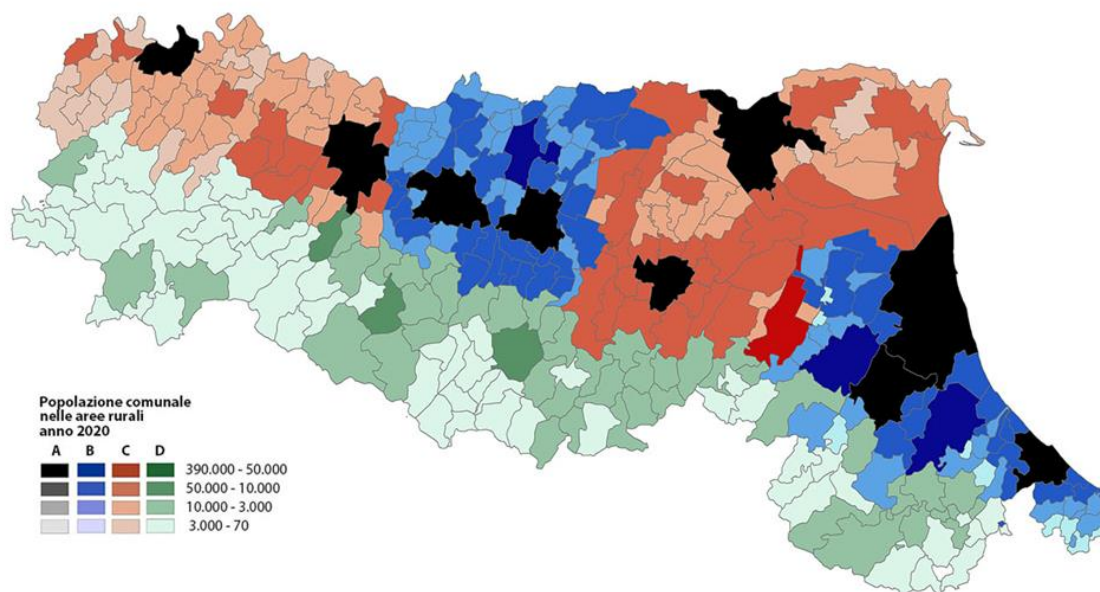 Popolazione comunale
nelle aree rurali
anno 2020
A B C D
390.000 - 50.000
50.000 - 10.000
10.000 - 3.000
3.000 - 70